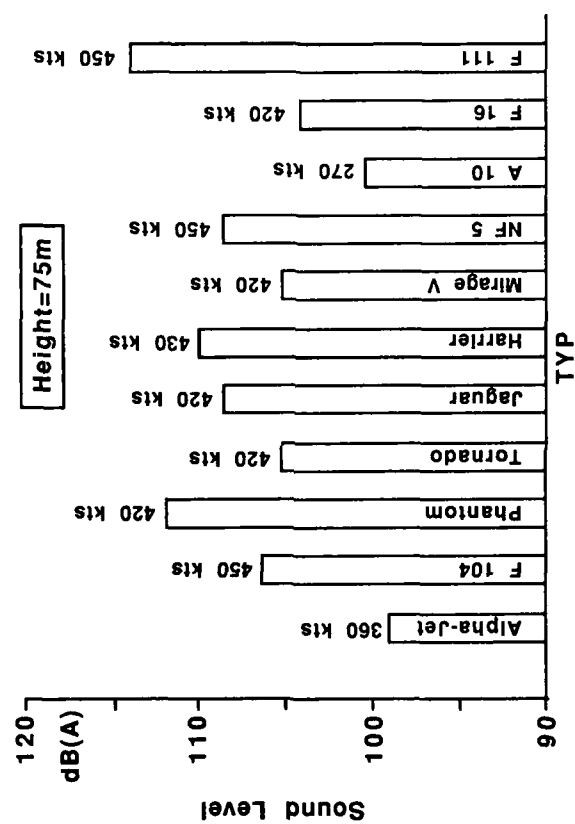 Height=75m
Sound Level
dB(A)
120
110
100
90
360 kts
450 kts
420 kts
420 kts
420 kts
430 kts
420 kts
450 kts
270 kts
420 kts
450 kts
Alpha-Jet
F 104
Phantom
Tornado
Jaguar
Harrier
Mirage V
NF 5
A 10
F 16
F 111
TYP